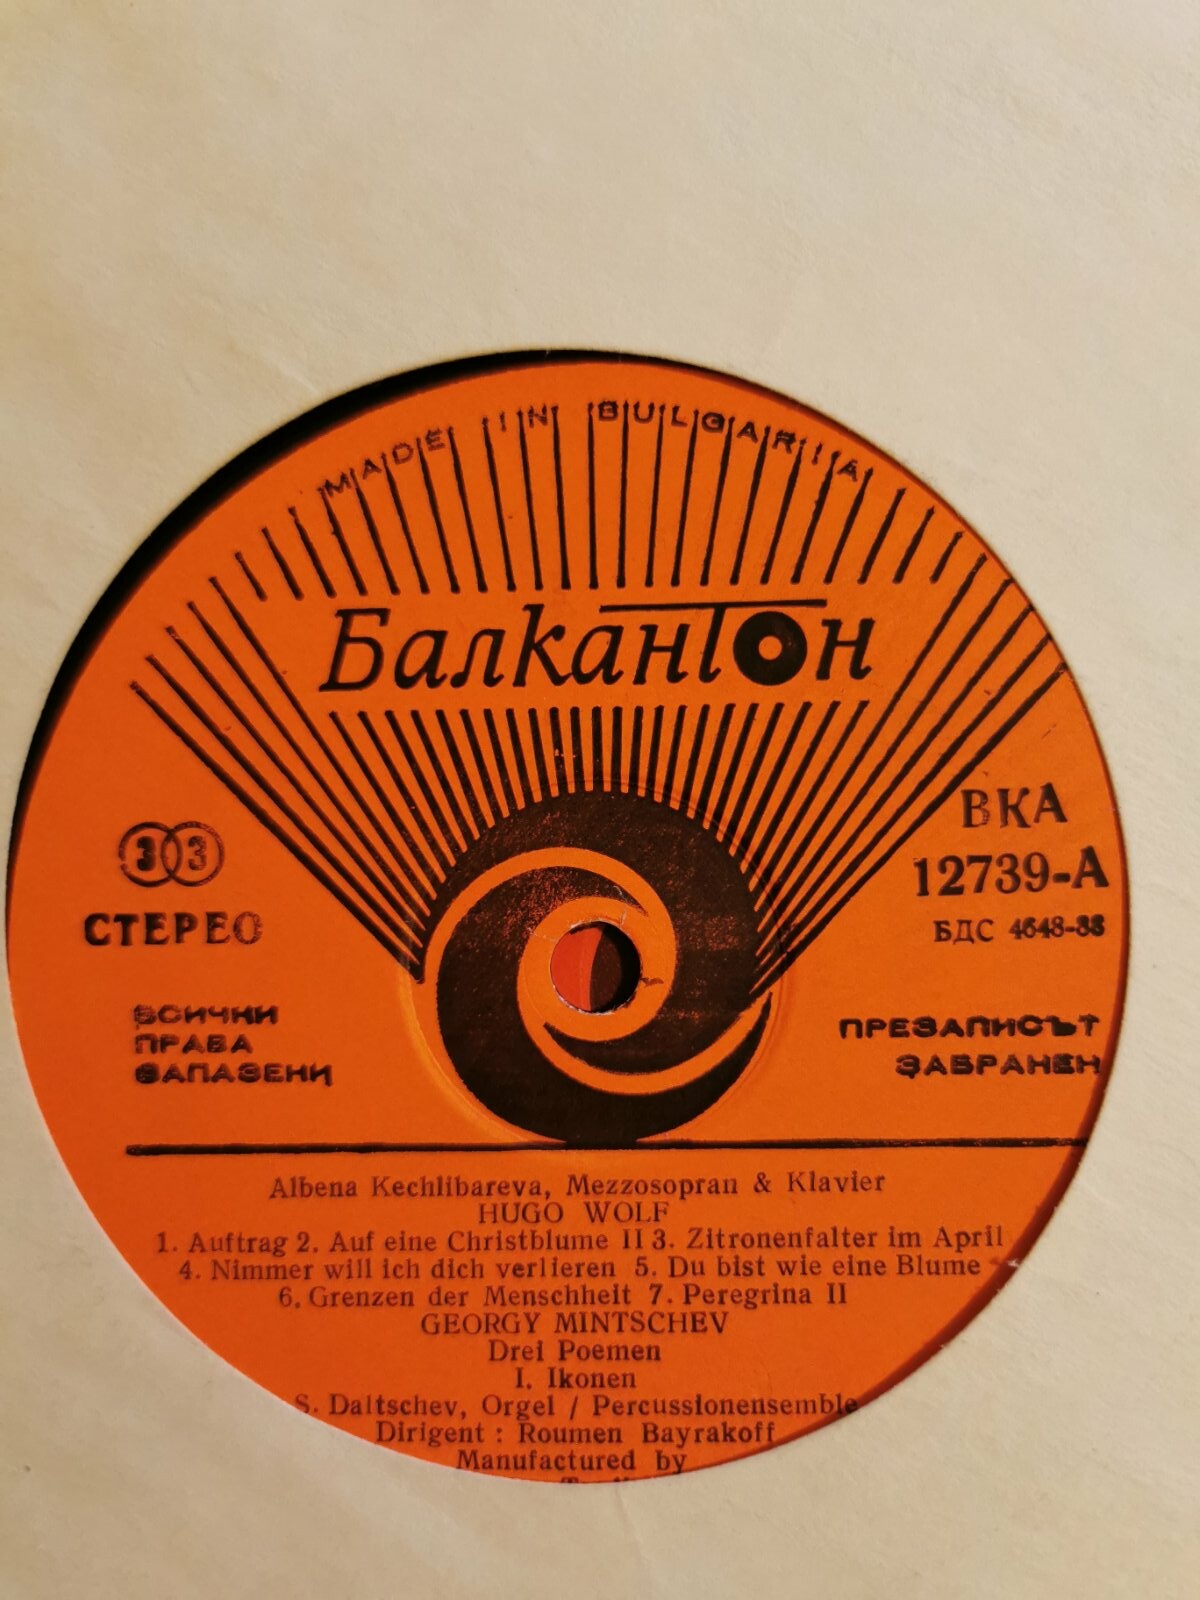 MADE IN BULGARIA
Балкантон
33
СТЕРЕО
ВКА
12739-А
БДС 4648-88
ВСИЧКИ
ПРАВА
ЗАПАЗЕНИ
ПРЕЗАПИСЪТ
ЗАБРАНЕН
Albena Kechlibareva, Mezzosopran & Klavier
HUGO WOLF
1. Auftrag 2. Auf eine Christblume II 3. Zitronenfalter im April
4. Nimmer will ich dich verlieren 5. Du bist wie eine Blume
6. Grenzen der Menschheit 7. Peregrina II
GEORGY MINTSCHEV
Drei Poemen
I. Ikonen
S. Daltschev, Orgel / Percussionensemble
Dirigent : Roumen Bayrakoff
Manufactured by